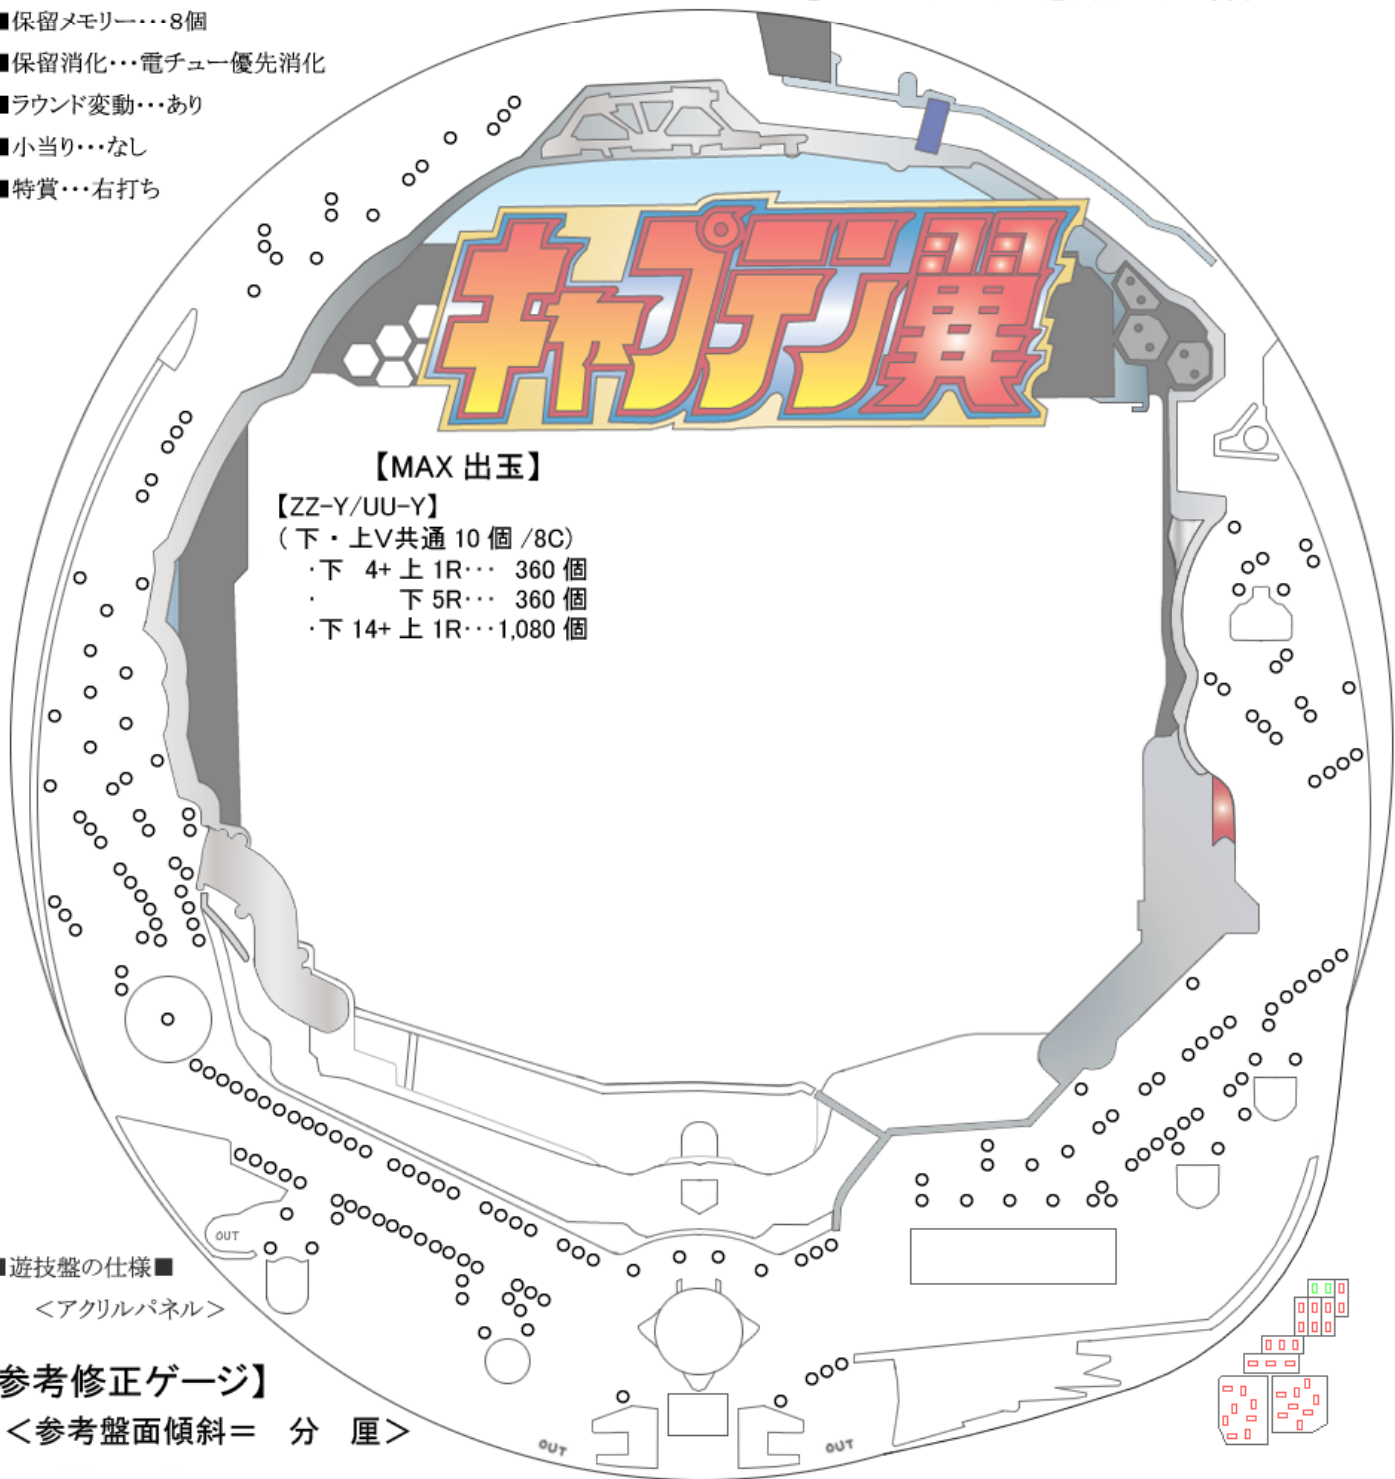 ■保留メモリー･･･8個
■保留消化･･･電チュー優先消化
■ラウンド変動･･･あり
■小当り･･･なし
■特賞･･･右打ち
キャプテン翼
【MAX 出玉】
【ZZ-Y/UU-Y】
(下・上V共通 10 個 /8C)
･下 4+ 上 1R･･･ 360 個
･ 下 5R･･･ 360 個
･下 14+ 上 1R･･･1,080 個
OUT
■遊技盤の仕様■
＜アクリルパネル＞
参考修正ゲージ】
＜参考盤面傾斜＝ 分 厘＞
OUT
OUT